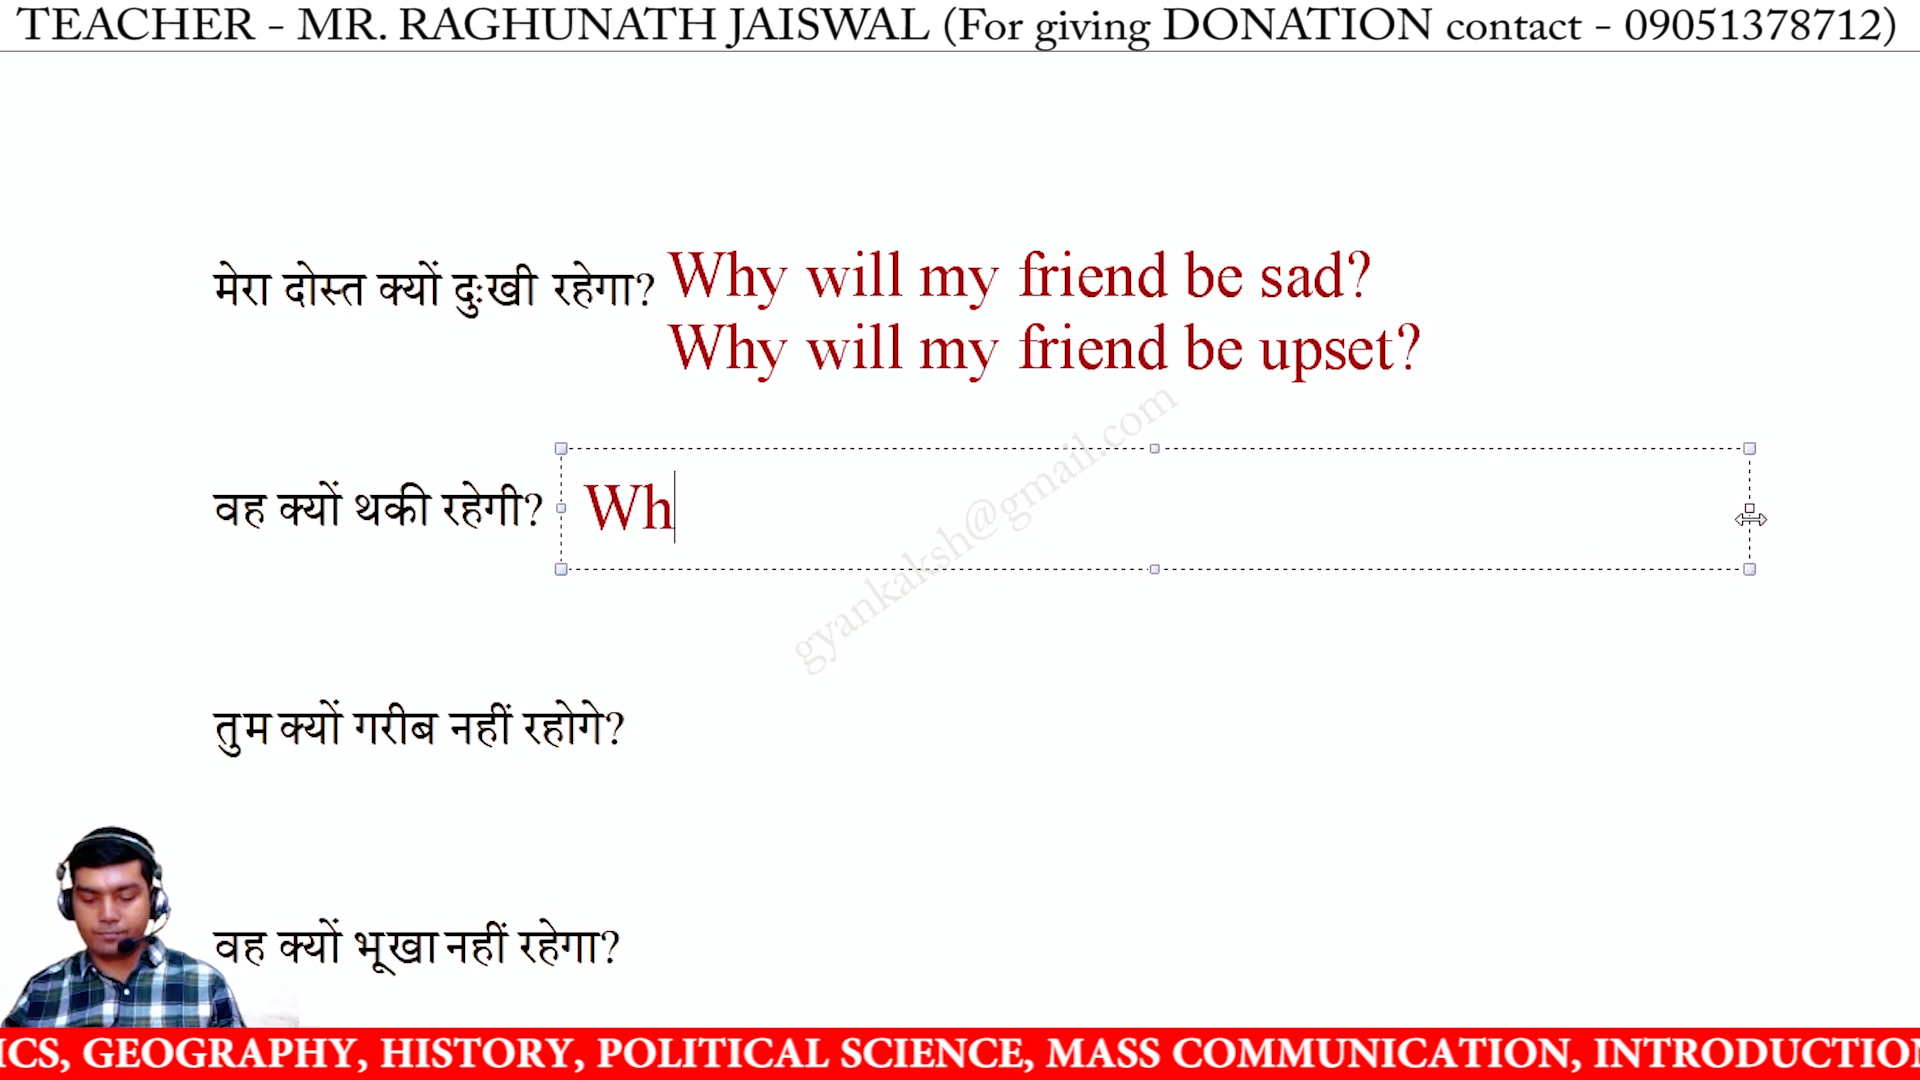 TEACHER - MR. RAGHUNATH JAISWAL (For giving DONATION contact - 09051378712)
मेरा दोस्त क्यों दुःखी रहेगा? Why will my friend be sad?
Why will my friend be upset?
वह क्यों थकी रहेगी? Wh
gyankaksh@gmail.com
तुम क्यों गरीब नहीं रहोगे?
वह क्यों भूखा नहीं रहेगा?
ICS, GEOGRAPHY, HISTORY, POLITICAL SCIENCE, MASS COMMUNICATION, INTRODUCTION